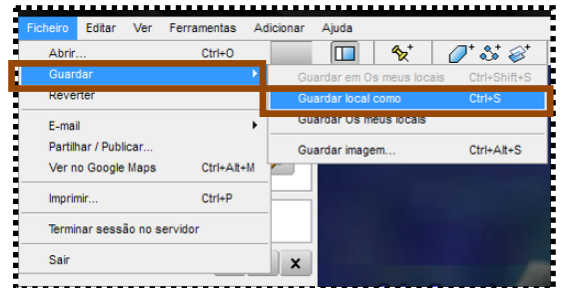 Ficheiro Editar Ver Ferramentas Adicionar Ajuda
Abrir... Ctrl+O
Guardar
Guardar em Os meus locais Ctrl+Shift+S
Reverter
Guardar local como Ctrl+S
Guardar Os meus locais
E-mail
Partilhar / Publicar...
Guardar imagem... Ctrl+Alt+S
Ver no Google Maps Ctrl+Alt+M
Imprimir... Ctrl+P
Terminar sessão no servidor
Sair